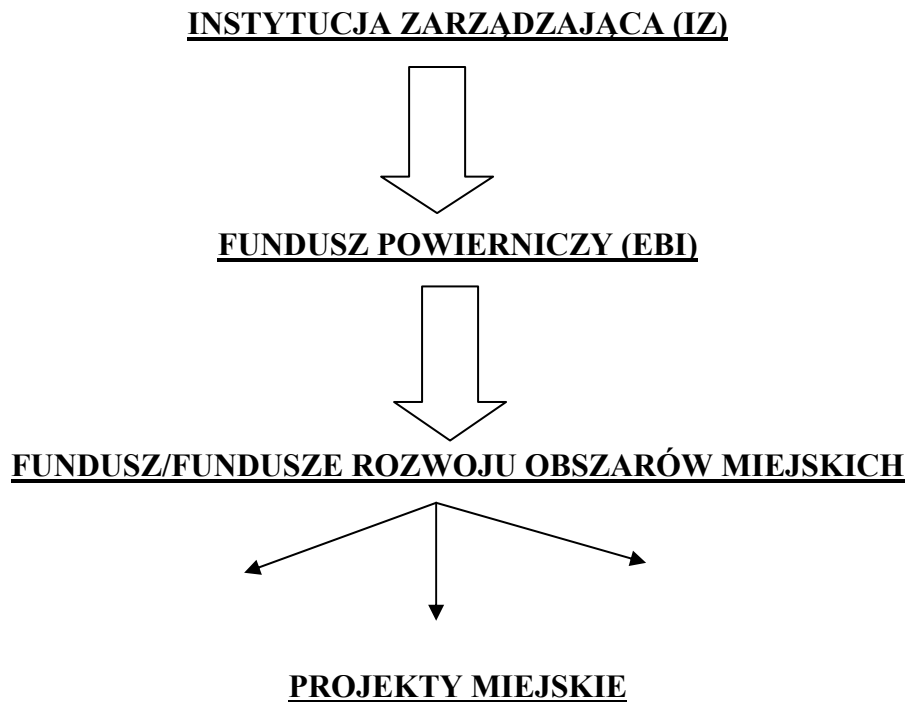 INSTYTUCJA ZARZĄDZAJĄCA (IZ)
FUNDUSZ POWIERNICZY (EBI)
FUNDUSZ/FUNDUSZE ROZWOJU OBSZARÓW MIEJSKICH
PROJEKTY MIEJSKIE